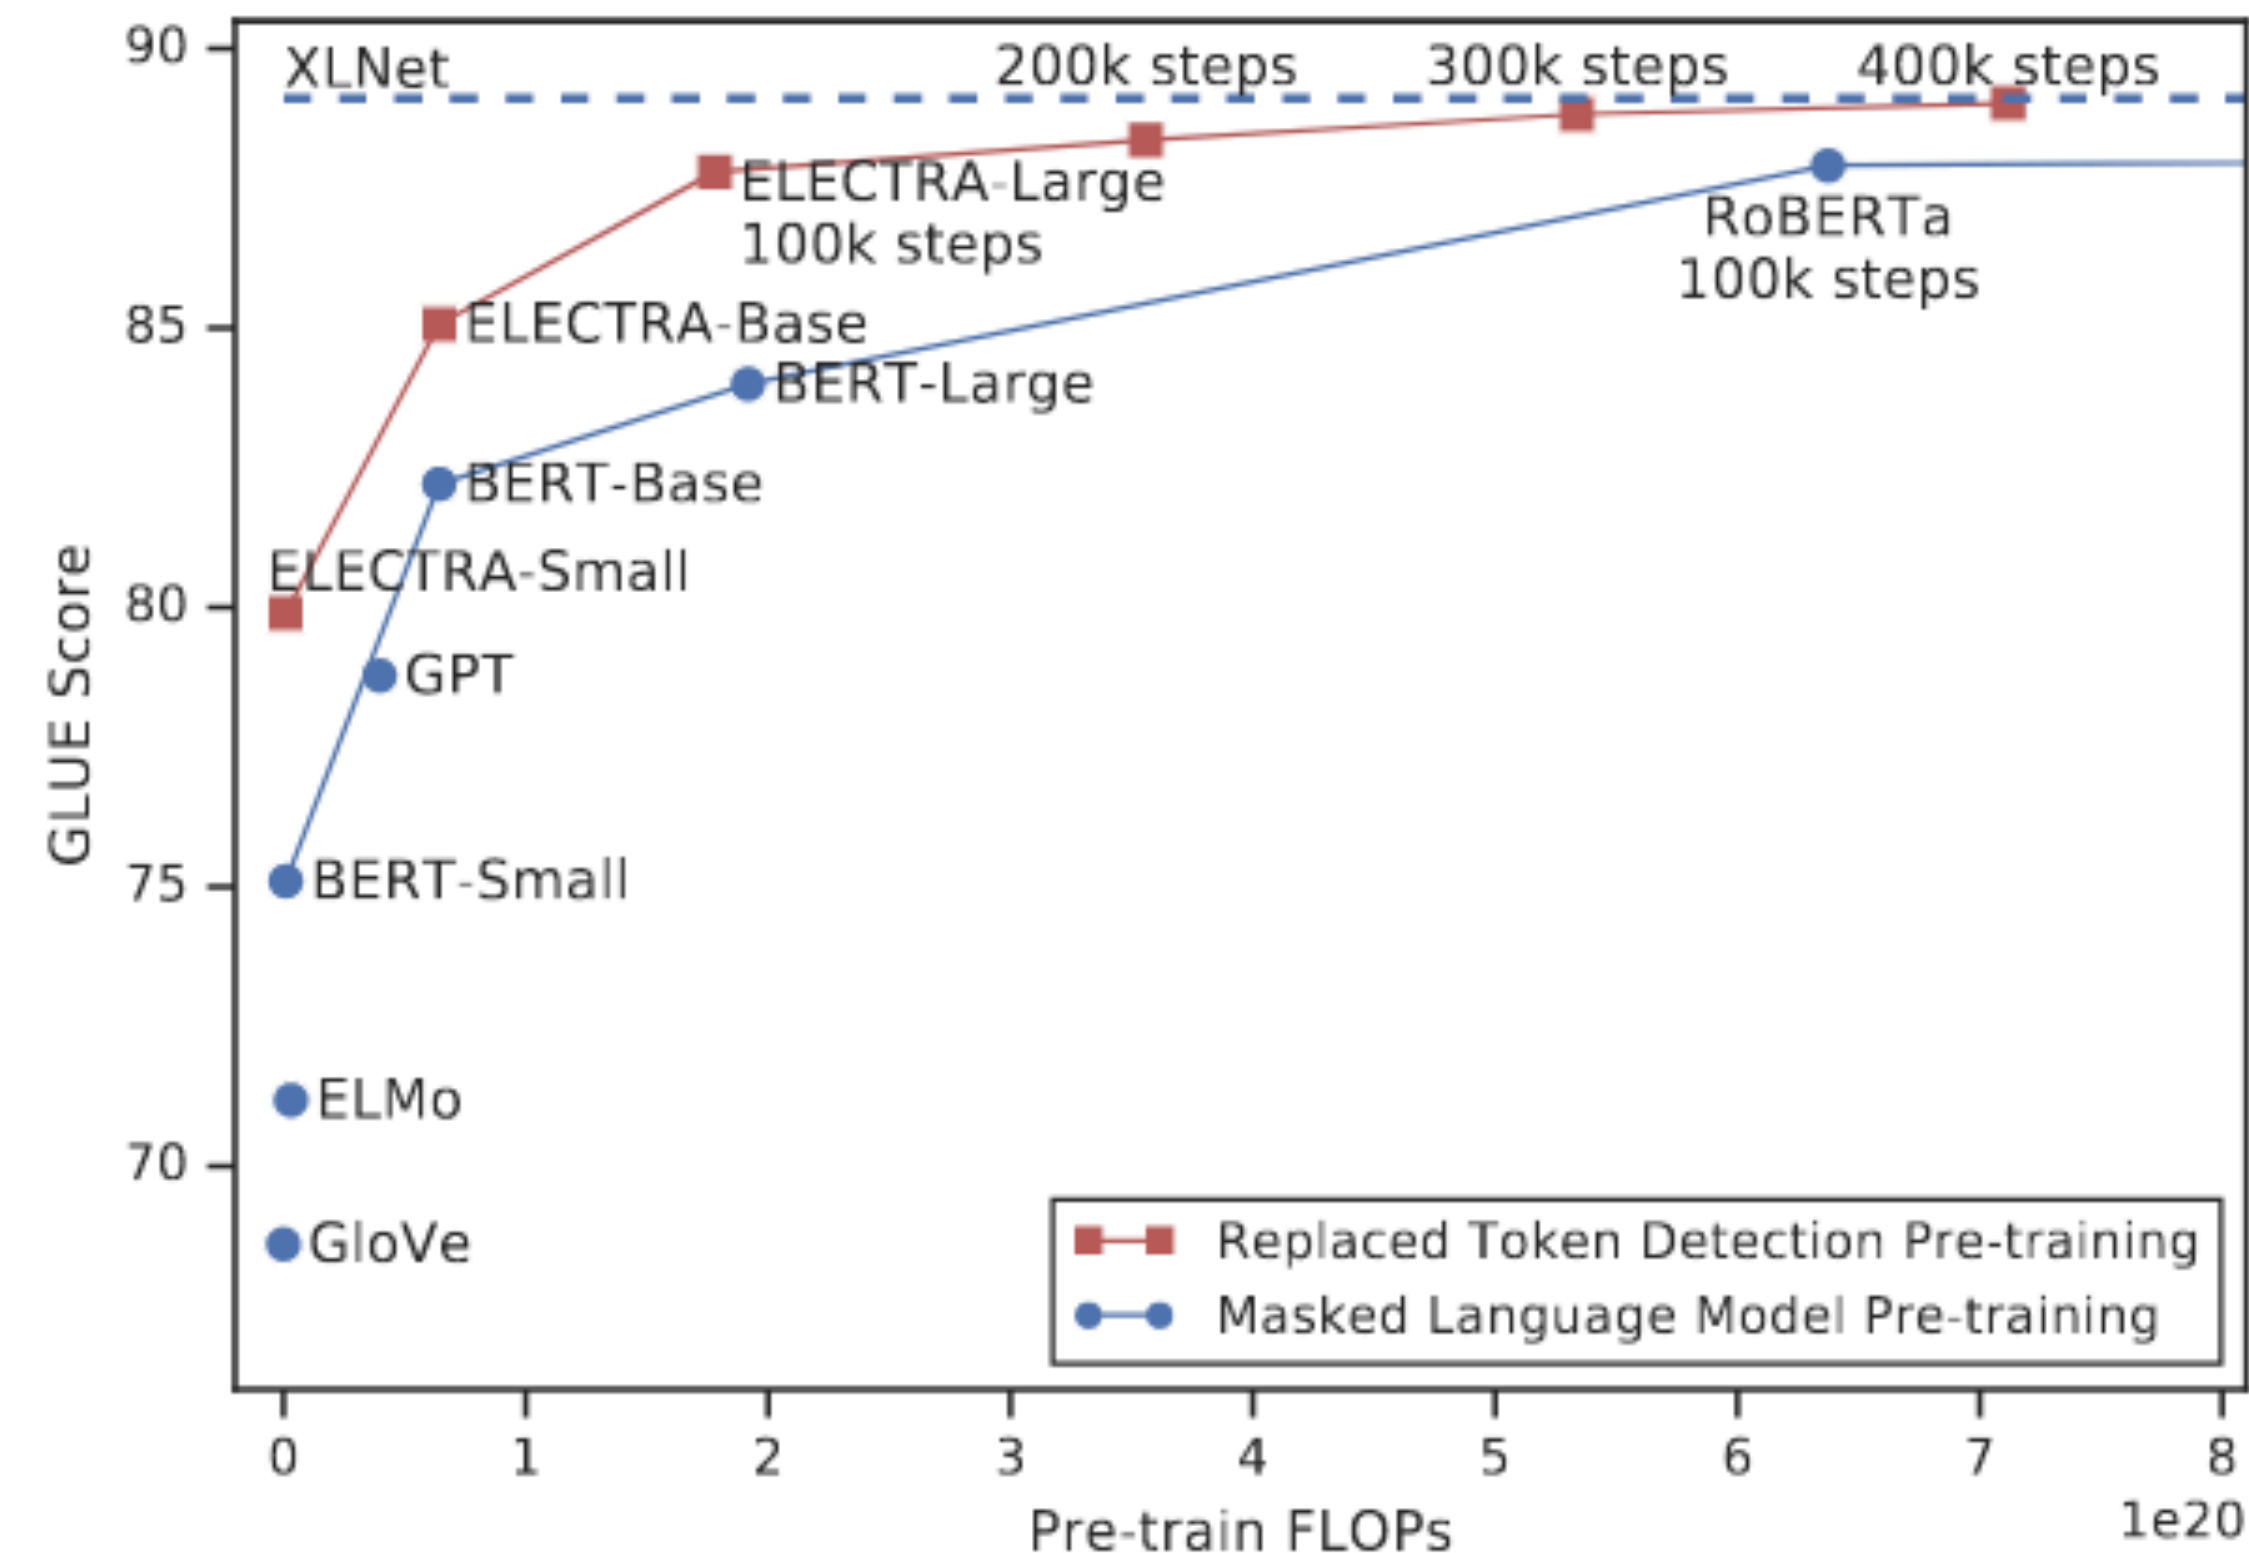 90
XLNet
200k steps
300k steps
400k steps
ELECTRA-Large
100k steps
RoBERTa
100k steps
85
ELECTRA-Base
BERT-Large
BERT-Base
ELECTRA-Small
80
GPT
GLUE Score
75
BERT-Small
ELMo
70
GloVe
Replaced Token Detection Pre-training
Masked Language Model Pre-training
0 1 2 3 4 5 6 7 8
1e20
Pre-train FLOPs